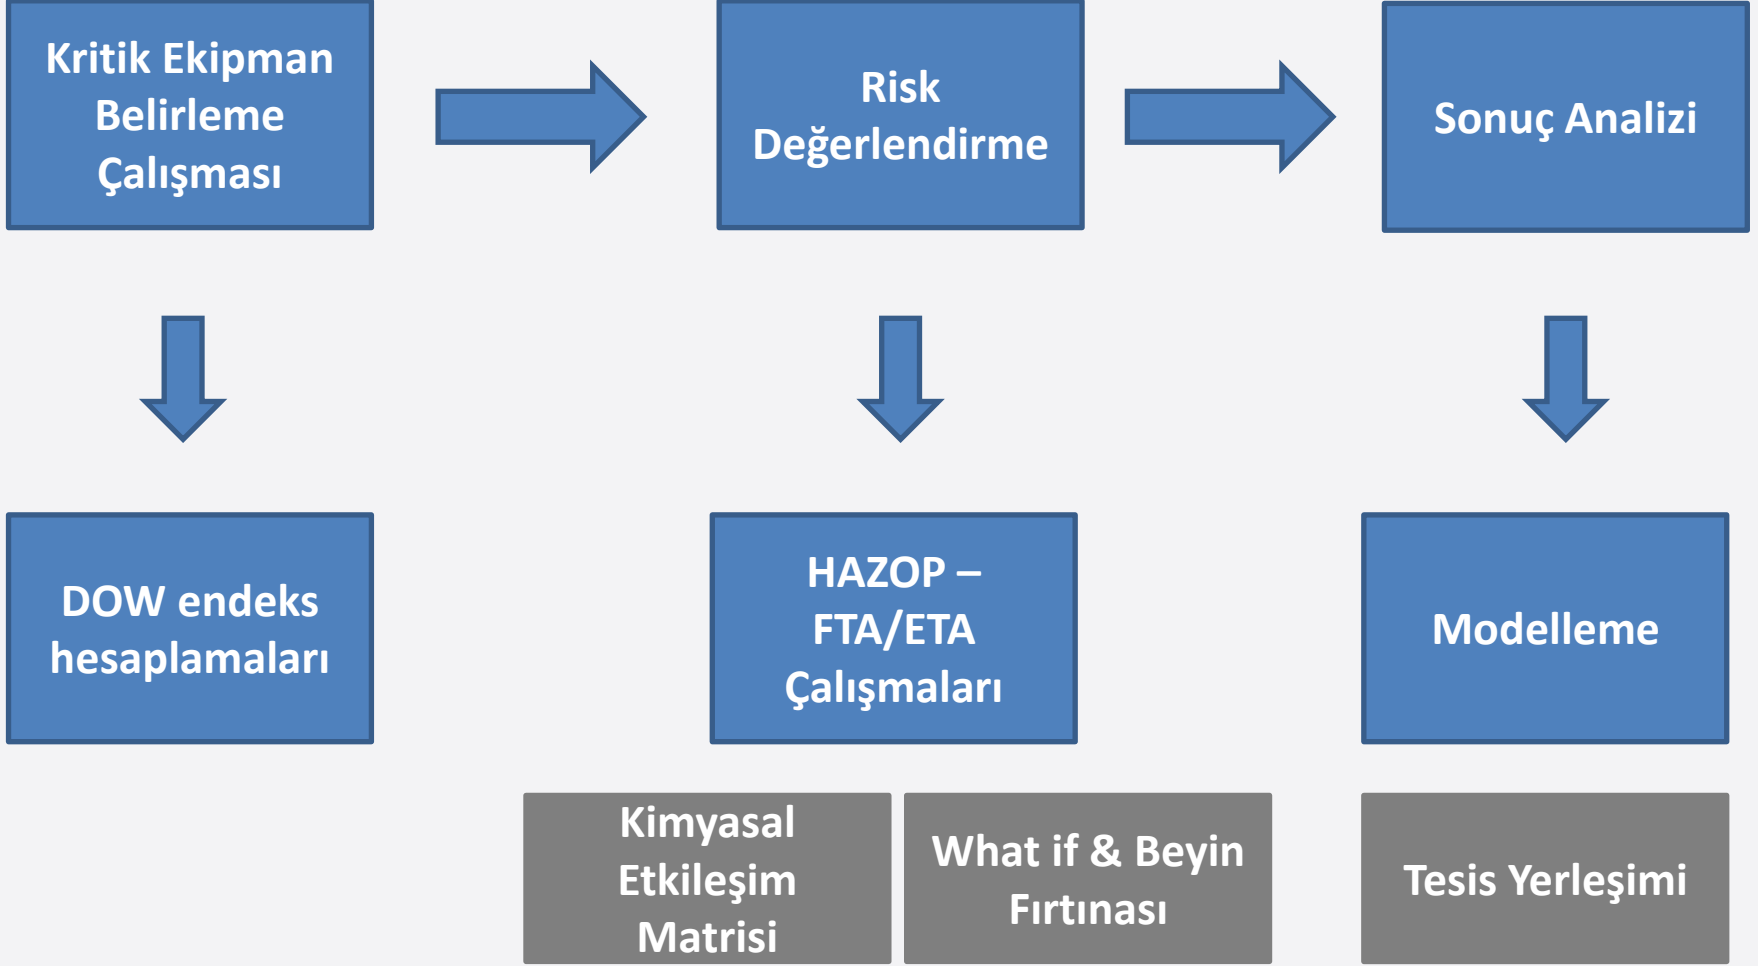 Kritik Ekipman
Belirleme
Çalışması
Risk
Değerlendirme
Sonuç Analizi
DOW endeks
hesaplamaları
HAZOP –
FTA/ETA
Çalışmaları
Modelleme
Kimyasal
Etkileşim
Matrisi
What if & Beyin
Fırtınası
Tesis Yerleşimi